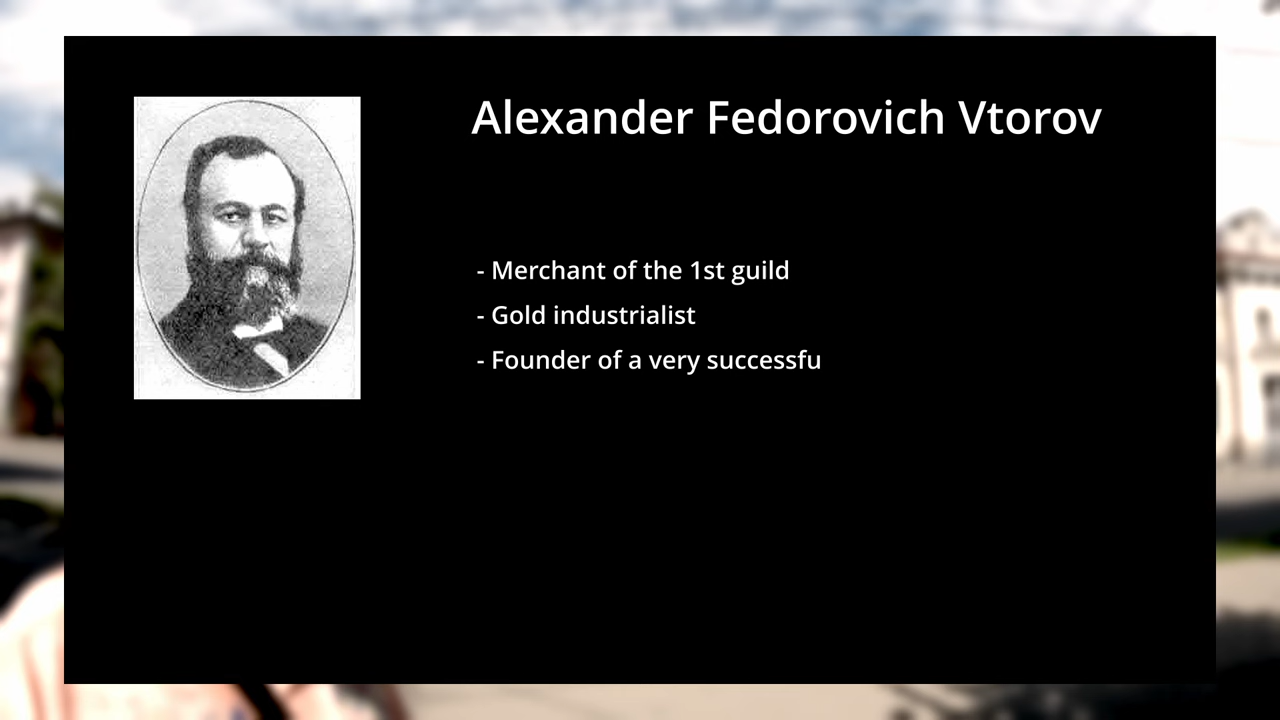 Alexander Fedorovich Vtorov
- Merchant of the 1st guild
- Gold industrialist
- Founder of a very successfu